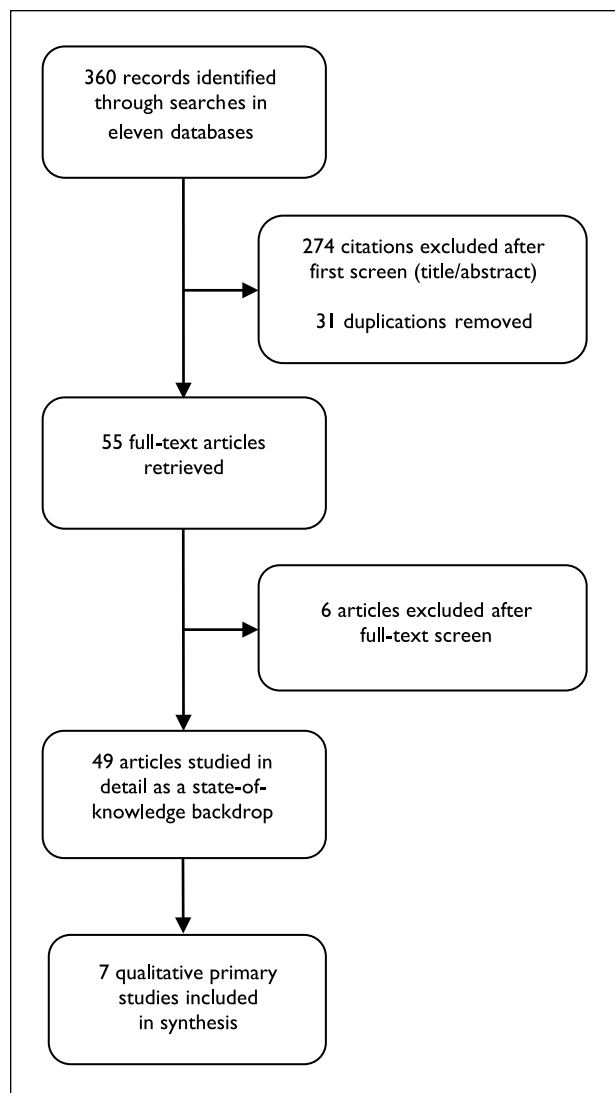 360 records identified
through searches in
eleven databases
274 citations excluded after
first screen (title/abstract)
31 duplications removed
55 full-text articles
retrieved
6 articles excluded after
full-text screen
49 articles studied in
detail as a state-of-
knowledge backdrop
7 qualitative primary
studies included
in synthesis